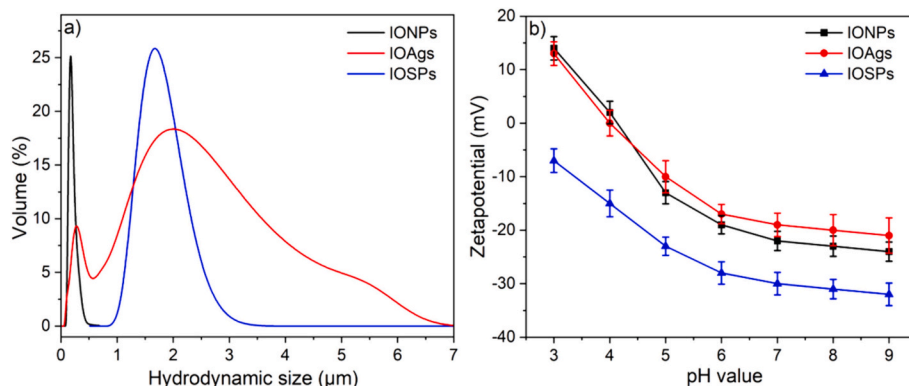 a)
IONPs
IOAgs
IOSPs
Volume (%)
25
20
15
10
5
0
0 1 2 3 4 5 6 7
Hydrodynamic size (µm)
b)
IONPs
IOAgs
IOSPs
Zetapotential (mV)
20
10
0
-10
-20
-30
-40
3 4 5 6 7 8 9
pH value